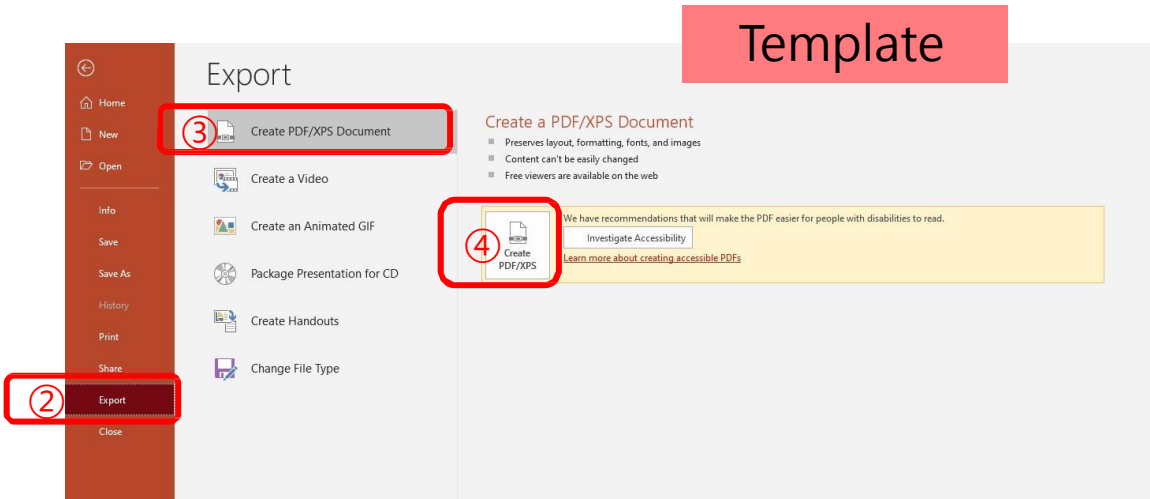 Template
Export
Home
New
Open
Info
Save
Save As
History
Print
Share
② Export
Close
③ Create PDF/XPS Document
Create a Video
Create an Animated GIF
Package Presentation for CD
Create Handouts
Change File Type
Create a PDF/XPS Document
Preserves layout, formatting, fonts, and images
Content can't be easily changed
Free viewers are available on the web
④ Create
PDF/XPS
We have recommendations that will make the PDF easier for people with disabilities to read.
Investigate Accessibility
Learn more about creating accessible PDFs